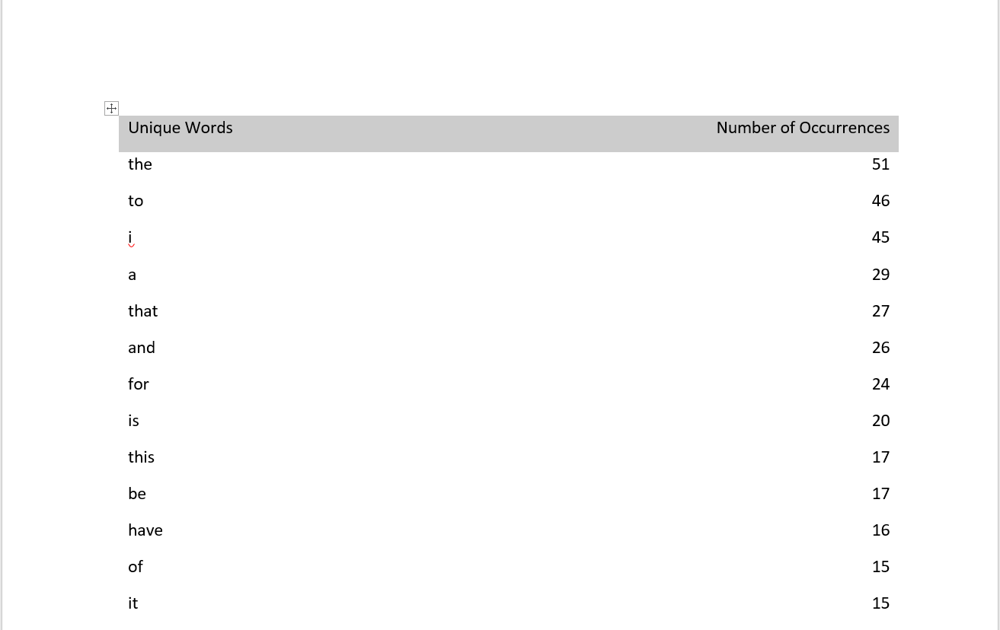 Unique Words Number of Occurrences
the 51
to 46
i 45
a 29
that 27
and 26
for 24
is 20
this 17
be 17
have 16
of 15
it 15